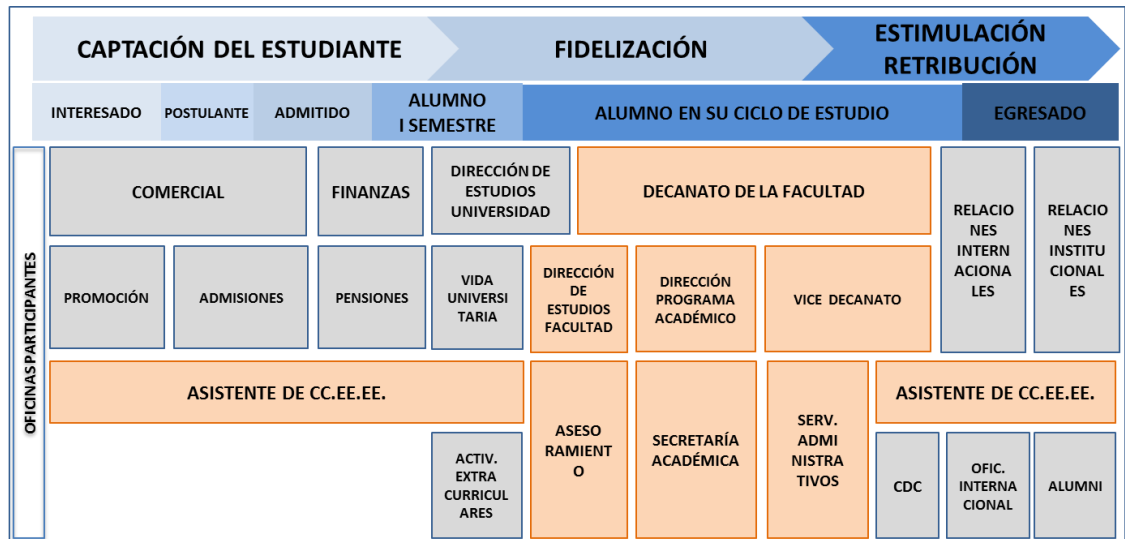 CAPTACIÓN DEL ESTUDIANTE
FIDELIZACIÓN
ESTIMULACIÓN
RETRIBUCIÓN
INTERESADO
POSTULANTE
ADMITIDO
ALUMNO
I SEMESTRE
ALUMNO EN SU CICLO DE ESTUDIO
EGRESADO
OFICINAS PARTICIPANTES
COMERCIAL
FINANZAS
DIRECCIÓN DE
ESTUDIOS
UNIVERSIDAD
DECANATO DE LA FACULTAD
RELACIO
NES
INTERN
ACIONA
LES
RELACIO
NES
INSTITU
CIONAL
ES
PROMOCIÓN
ADMISIONES
PENSIONES
VIDA
UNIVERSI
TARIA
DIRECCIÓN
DE
ESTUDIOS
FACULTAD
DIRECCIÓN
PROGRAMA
ACADÉMICO
VICE DECANATO
ASISTENTE DE CC.EE.EE.
ASESO
RAMIENT
O
SECRETARÍA
ACADÉMICA
SERV.
ADMI
NISTRA
TIVOS
ASISTENTE DE CC.EE.EE.
ACTIV.
EXTRA
CURRICUL
ARES
CDC
OFIC.
INTERNA
CIONAL
ALUMNI